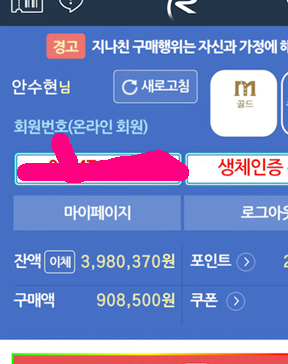 경고 지나친 구매행위는 자신과 가정에 해
안수현님 새로고침
m
골드
회원번호(온라인 회원)
생체인증
마이페이지 로그아웃
잔액 이체 3,980,370원 포인트 2
구매액 908,500원 쿠폰